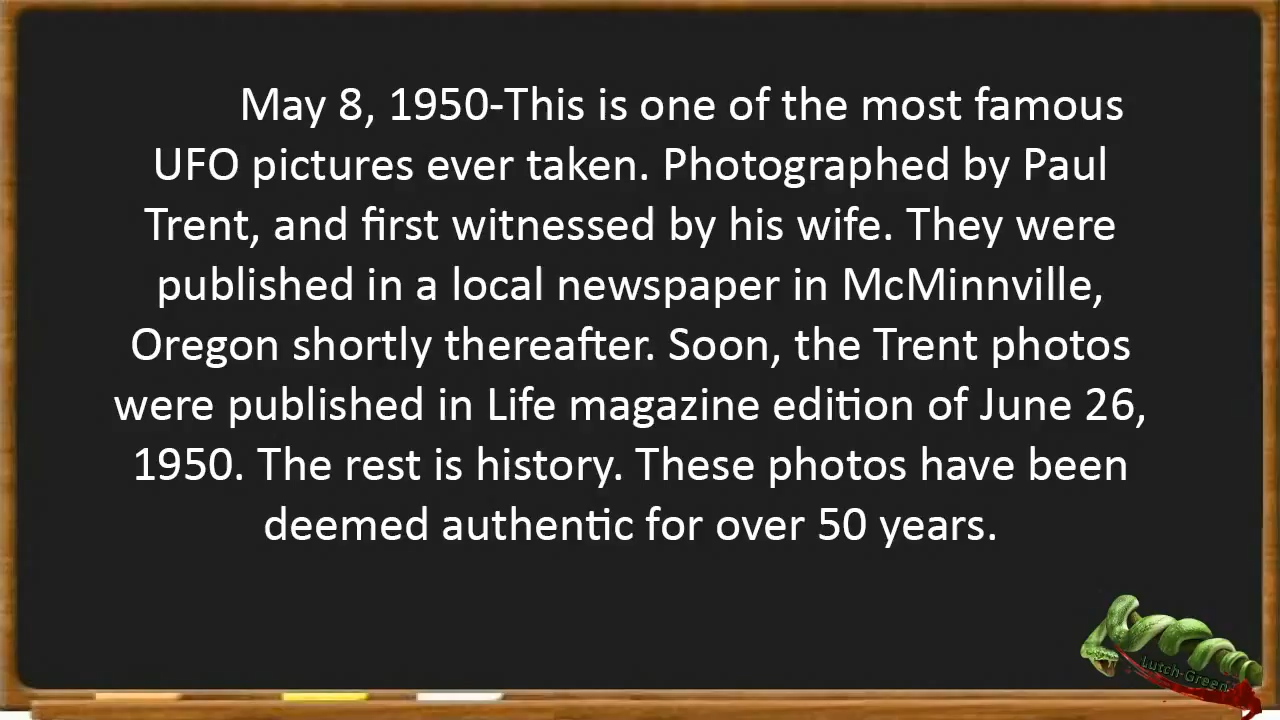 May 8, 1950-This is one of the most famous
UFO pictures ever taken. Photographed by Paul
Trent, and first witnessed by his wife. They were
published in a local newspaper in McMinnville,
Oregon shortly thereafter. Soon, the Trent photos
were published in Life magazine edition of June 26,
1950. The rest is history. These photos have been
deemed authentic for over 50 years.
Lutch-Green